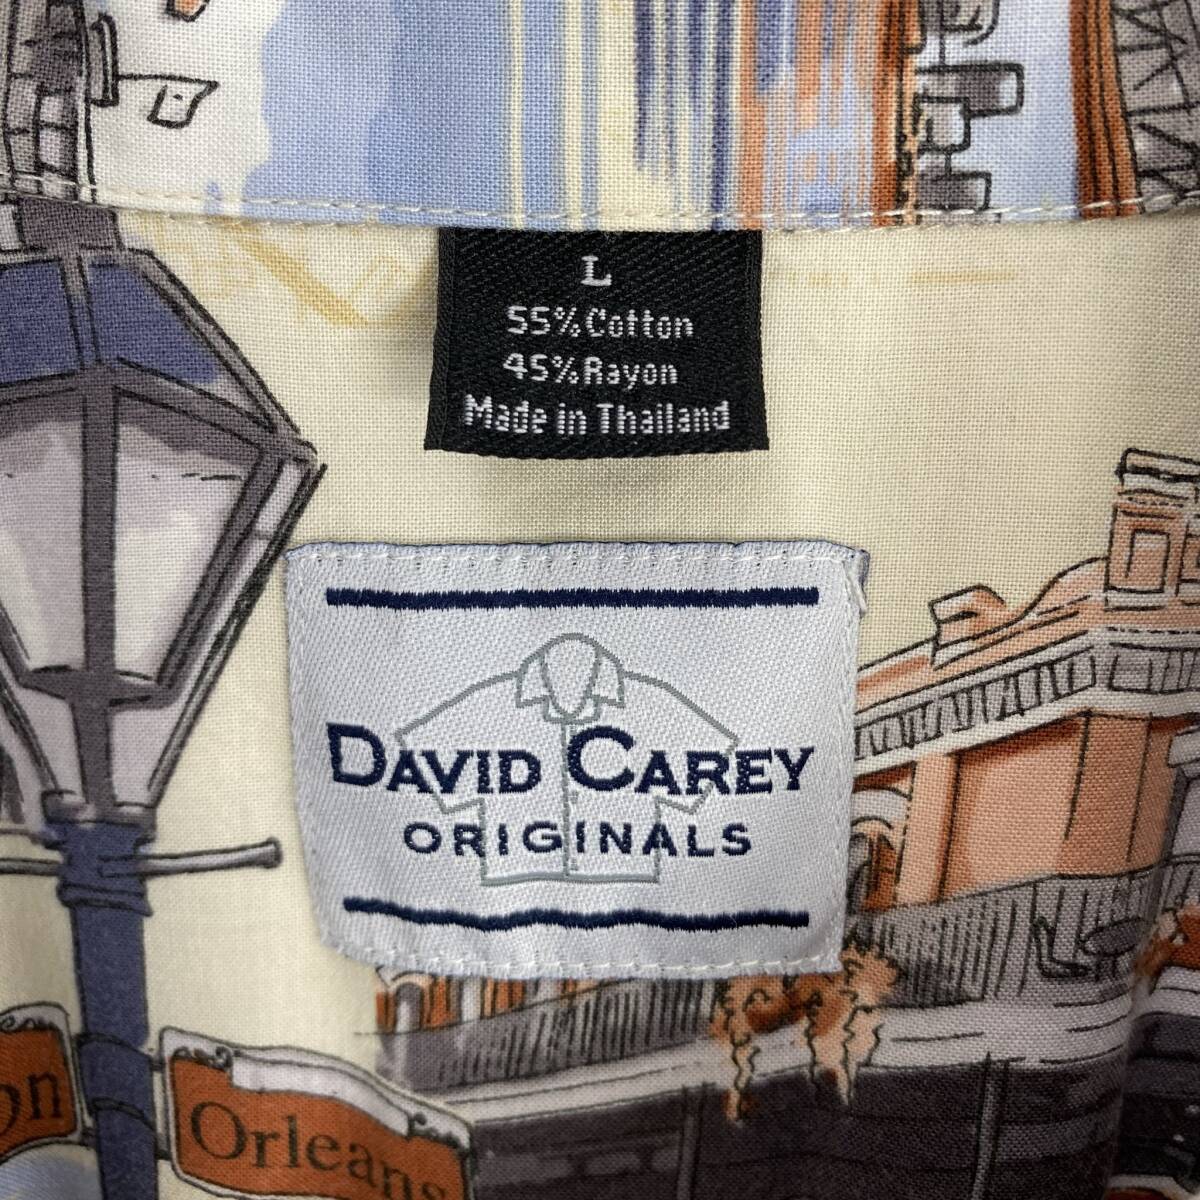 L
55%Cotton
45%Rayon
Made in Thailand
DAVID CAREY
ORIGINALS
Orleans